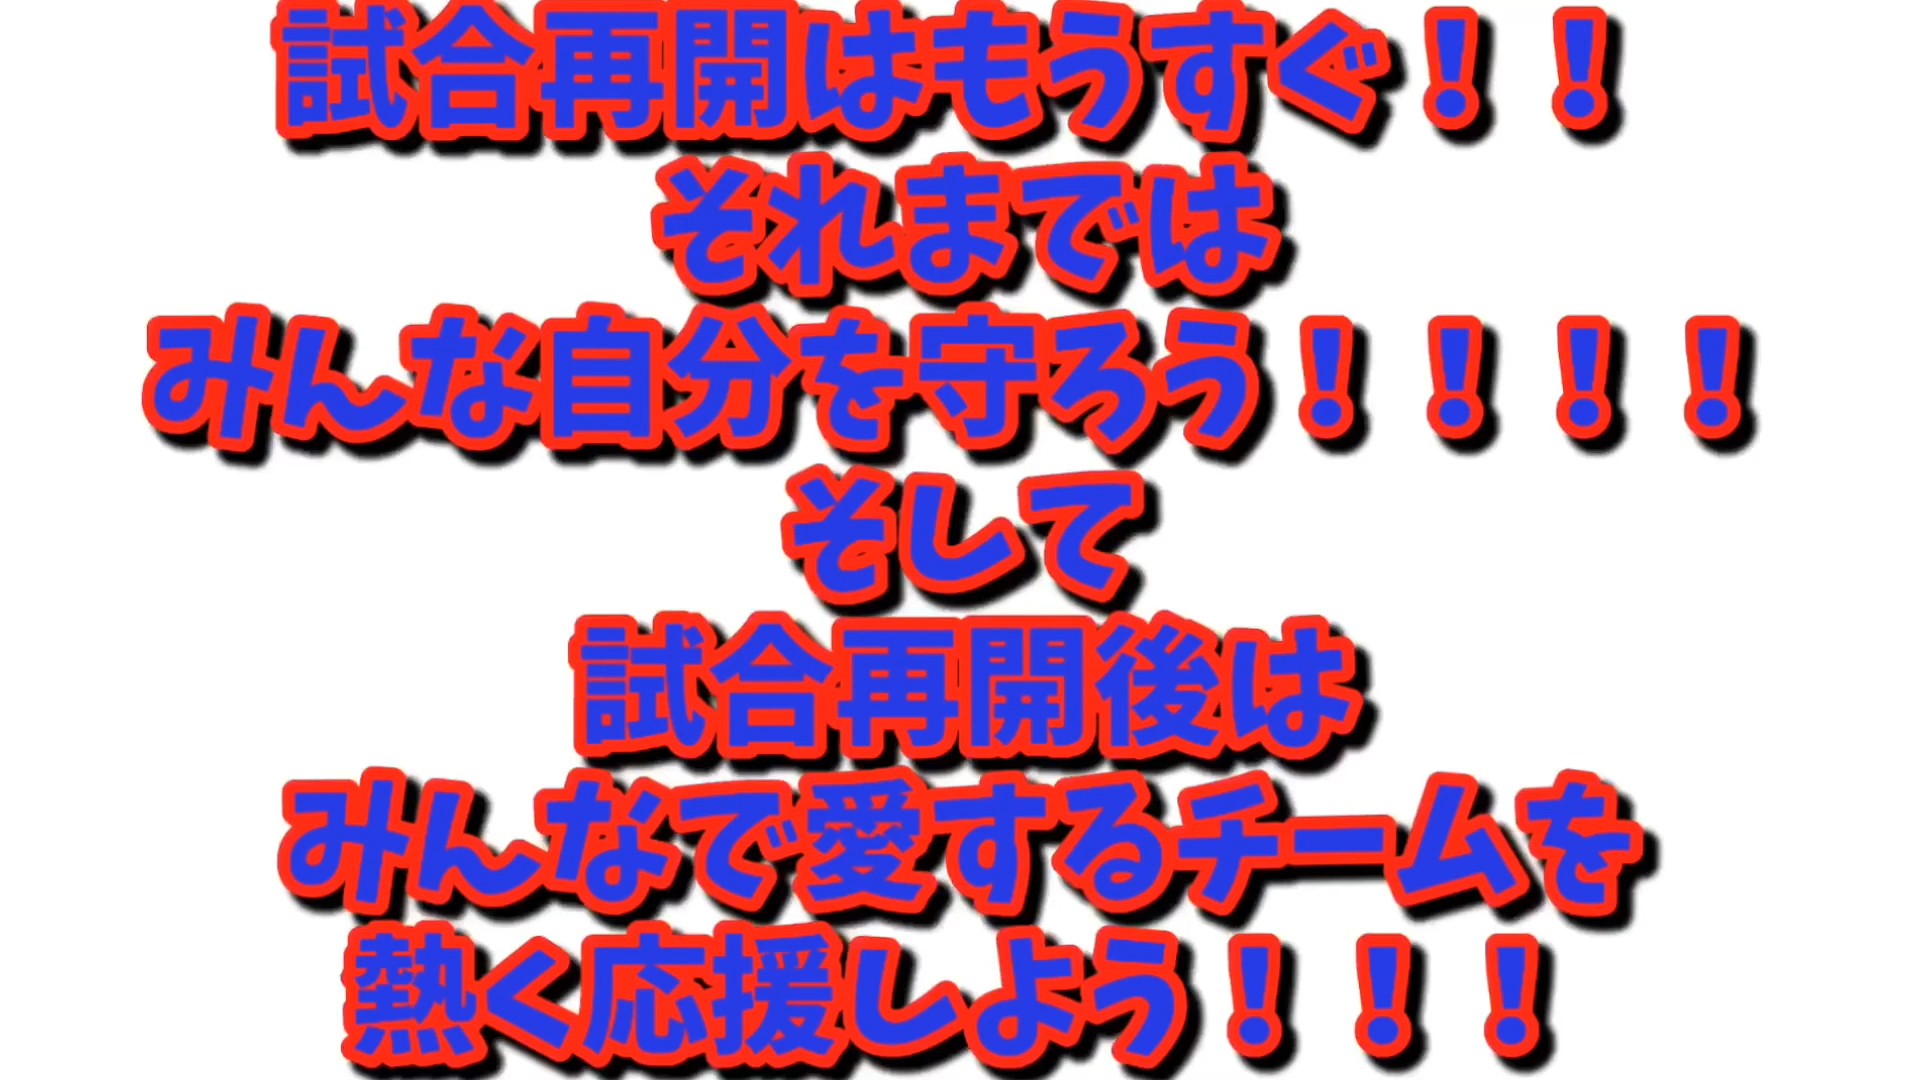 試合再開はもうすぐ！！
それまでは
みんな自分を守ろう！！！！
そして
試合再開後は
みんなで愛するチームを
熱く応援しよう！！！